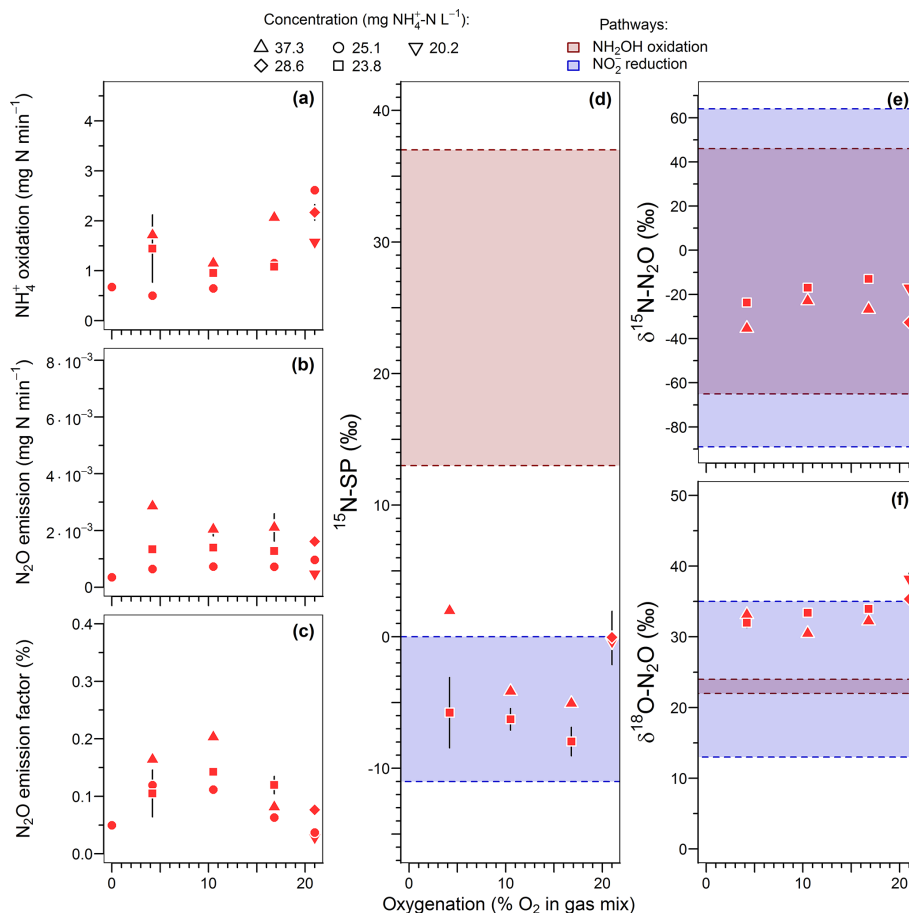 Concentration (mg NH₄⁺-N L⁻¹):
37.3 25.1 20.2
28.6 23.8
Pathways:
NH₂OH oxidation
NO₂⁻ reduction
(a)
NH₄⁺ oxidation (mg N min⁻¹)
4
3
2
1
0
(b)
N₂O emission (mg N min⁻¹)
8·10⁻³
6·10⁻³
4·10⁻³
2·10⁻³
0
(c)
N₂O emission factor (%)
0.4
0.3
0.2
0.1
0.0
0 10 20
(d)
¹⁵N-SP (‰)
40
30
20
10
0
-10
0 10 20
Oxygenation (% O₂ in gas mix)
(e)
δ¹⁵N-N₂O (‰)
60
40
20
0
-20
-40
-60
-80
(f)
δ¹⁸O-N₂O (‰)
50
40
30
20
10
0
0 10 20